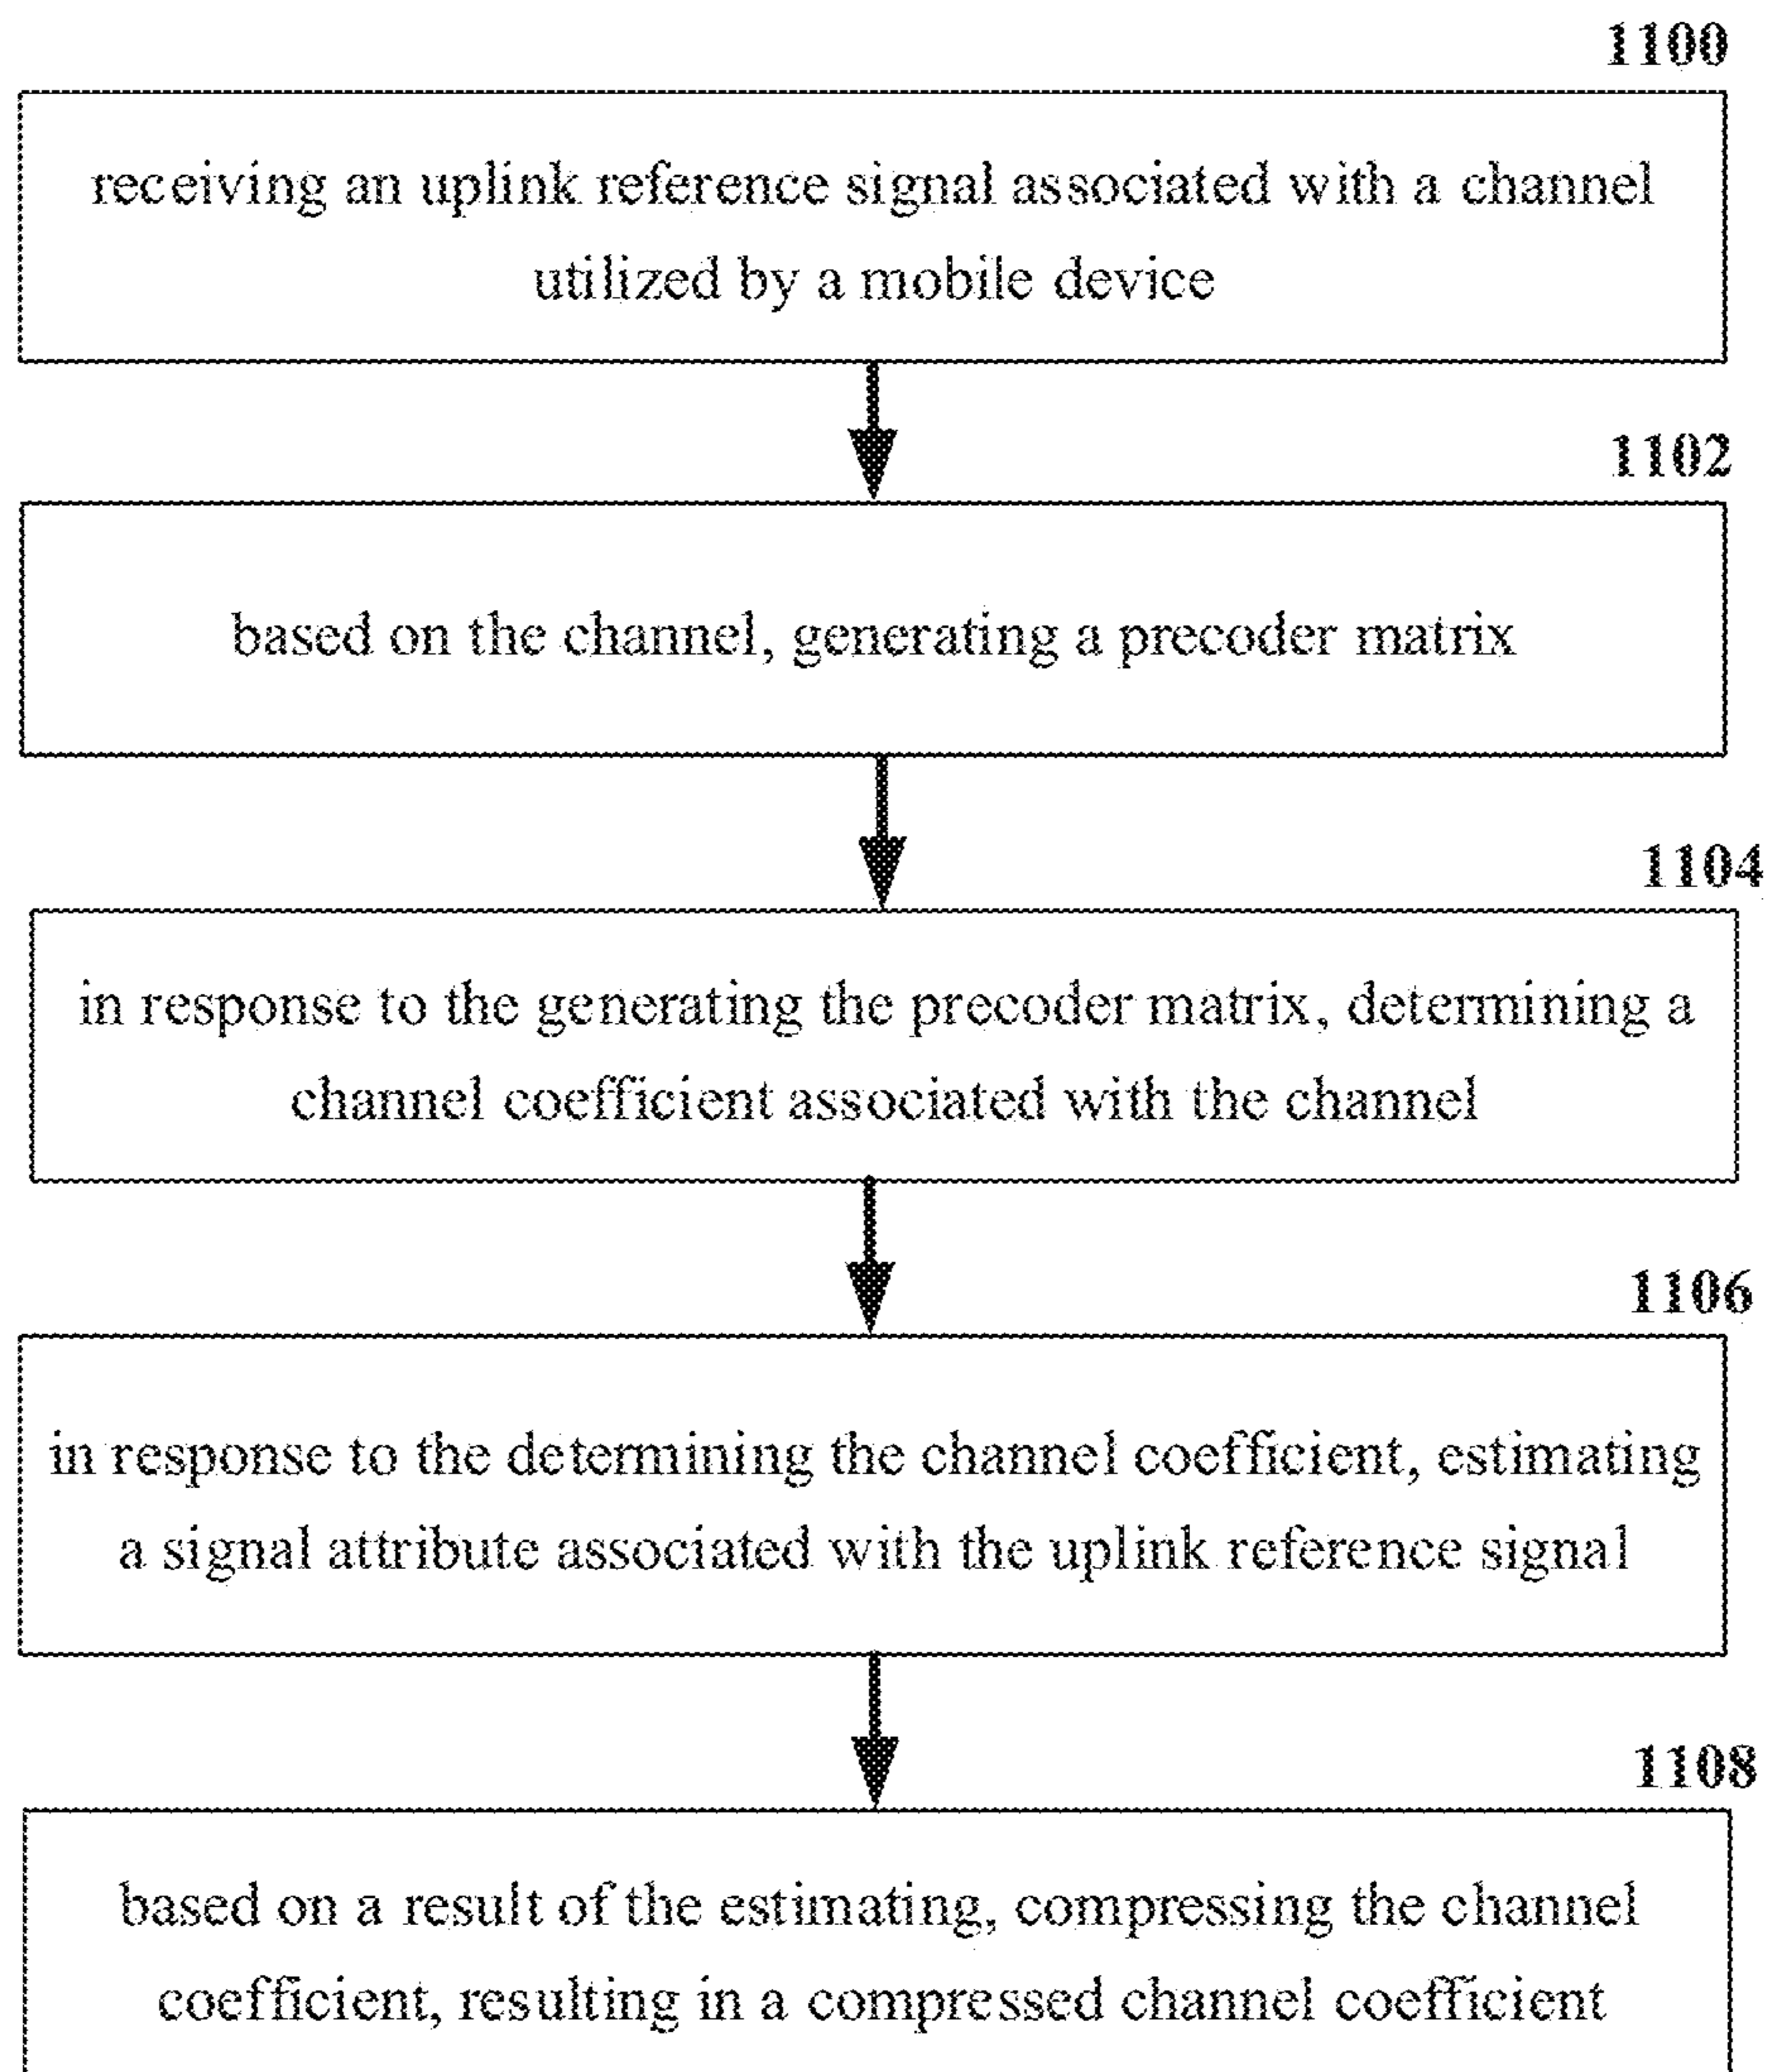 1100
receiving an uplink reference signal associated with a channel
utilized by a mobile device
1102
based on the channel, generating a precoder matrix
1104
in response to the generating the precoder matrix, determining a
channel coefficient associated with the channel
1106
in response to the determining the channel coefficient, estimating
a signal attribute associated with the uplink reference signal
1108
based on a result of the estimating, compressing the channel
coefficient, resulting in a compressed channel coefficient